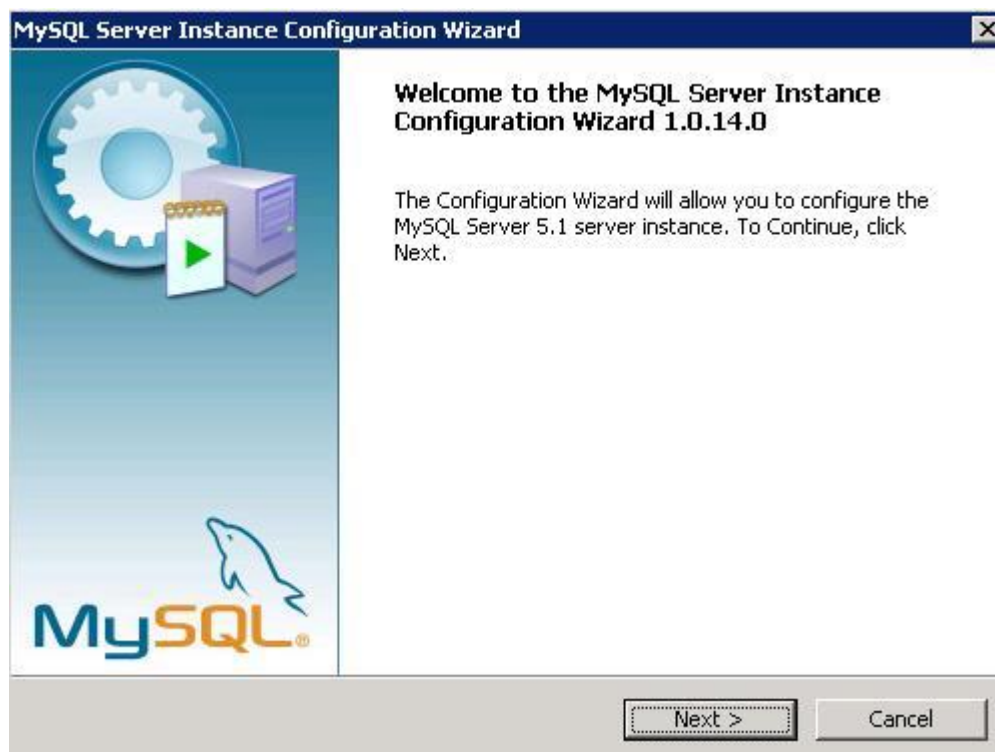 MySQL Server Instance Configuration Wizard
Welcome to the MySQL Server Instance
Configuration Wizard 1.0.14.0
The Configuration Wizard will allow you to configure the
MySQL Server 5.1 server instance. To Continue, click
Next.
MySQL®
Next >
Cancel